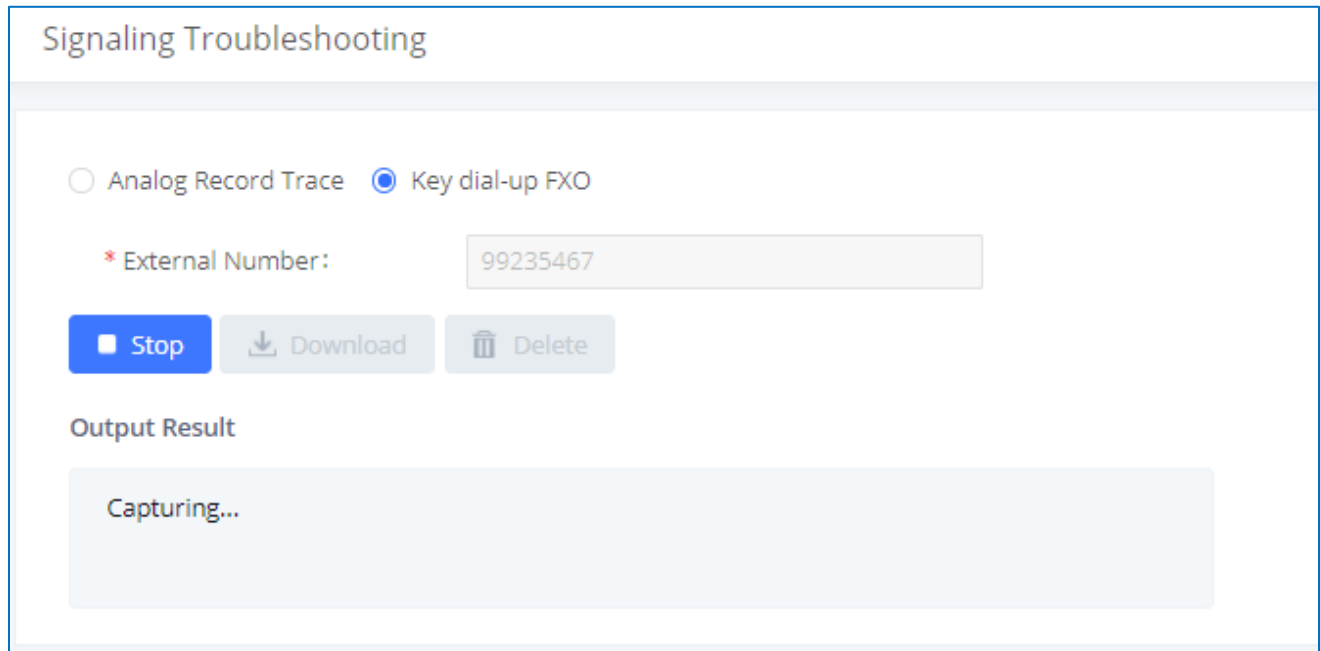 Signaling Troubleshooting
Analog Record Trace Key dial-up FXO
* External Number: 99235467
Stop Download Delete
Output Result
Capturing...